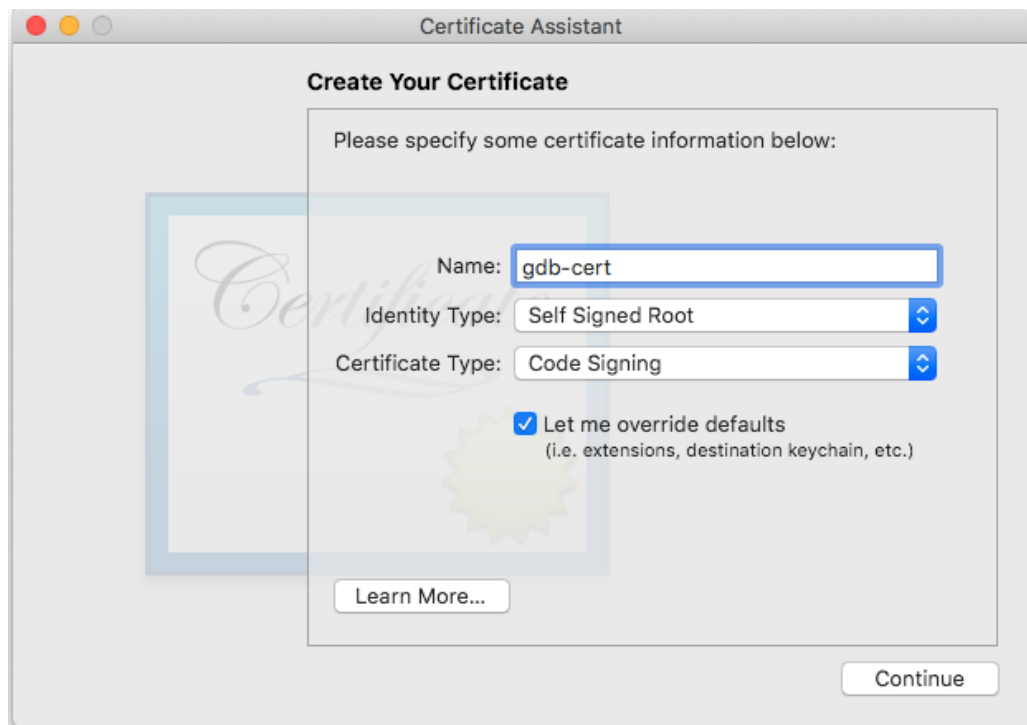 Certificate Assistant
Create Your Certificate
Please specify some certificate information below:
Certificate
Name: gdb-cert
Identity Type: Self Signed Root
Certificate Type: Code Signing
Let me override defaults
(i.e. extensions, destination keychain, etc.)
Learn More...
Continue